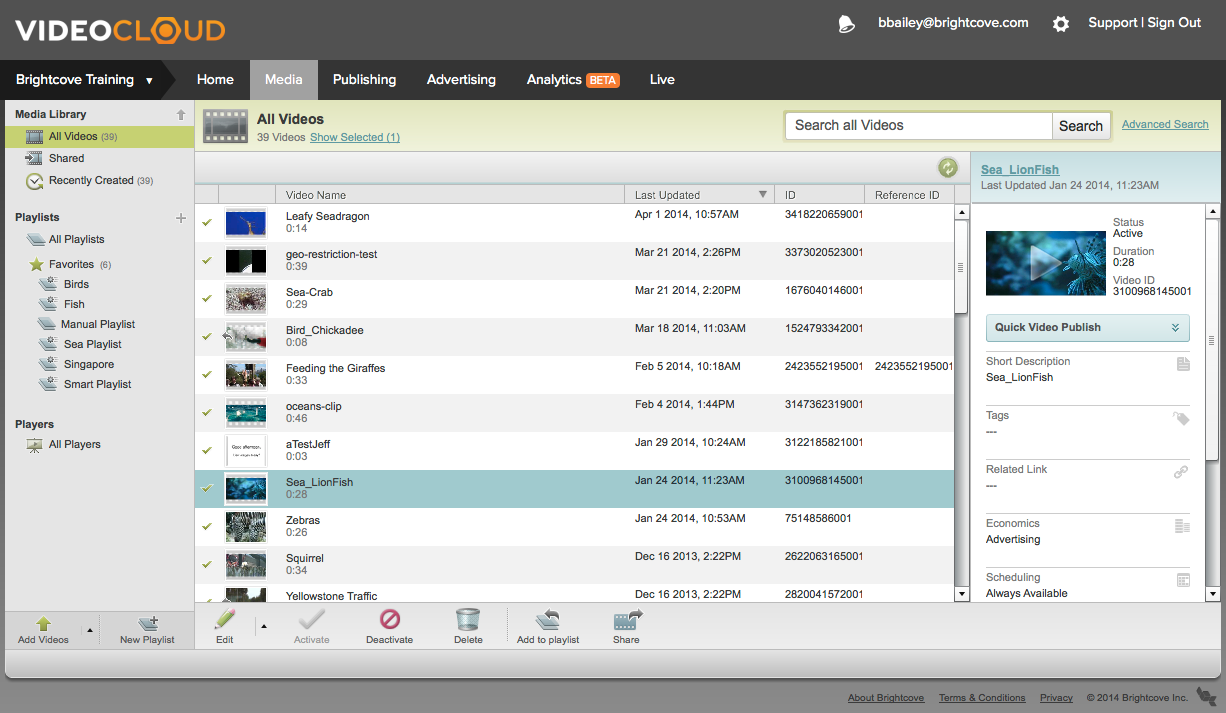 VIDEOCLOUD
bbailey@brightcove.com Support | Sign Out
Brightcove Training ▼ Home Media Publishing Advertising Analytics BETA Live
Media Library
All Videos (39)
Shared
Recently Created (39)
Playlists
All Playlists
Favorites (6)
Birds
Fish
Manual Playlist
Sea Playlist
Singapore
Smart Playlist
Players
All Players
Add Videos New Playlist
All Videos
39 Videos Show Selected (1)
Search all Videos Search Advanced Search
Video Name Last Updated ID Reference ID
Leafy Seadragon Apr 1 2014, 10:57AM 3418220659001
0:14
geo-restriction-test Mar 21 2014, 2:26PM 3373020523001
0:39
Sea-Crab Mar 21 2014, 2:20PM 1676040146001
0:29
Bird_Chickadee Mar 18 2014, 11:03AM 1524793342001
0:08
Feeding the Giraffes Feb 5 2014, 10:18AM 2423552195001 2423552195001
0:33
oceans-clip Feb 4 2014, 1:44PM 3147362319001
0:46
aTestJeff Jan 29 2014, 10:24AM 3122185821001
0:03
Sea_LionFish Jan 24 2014, 11:23AM 3100968145001
0:28
Zebras Jan 24 2014, 10:53AM 75148586001
0:26
Squirrel Dec 16 2013, 2:22PM 2622063165001
0:34
Yellowstone Traffic Dec 16 2013, 2:22PM 2820041572001
Edit Activate Deactivate Delete Add to playlist Share
Sea_LionFish
Last Updated Jan 24 2014, 11:23AM
Status
Active
Duration
0:28
Video ID
3100968145001
Quick Video Publish
Short Description
Sea_LionFish
Tags
---
Related Link
---
Economics
Advertising
Scheduling
Always Available
About Brightcove Terms & Conditions Privacy © 2014 Brightcove Inc.